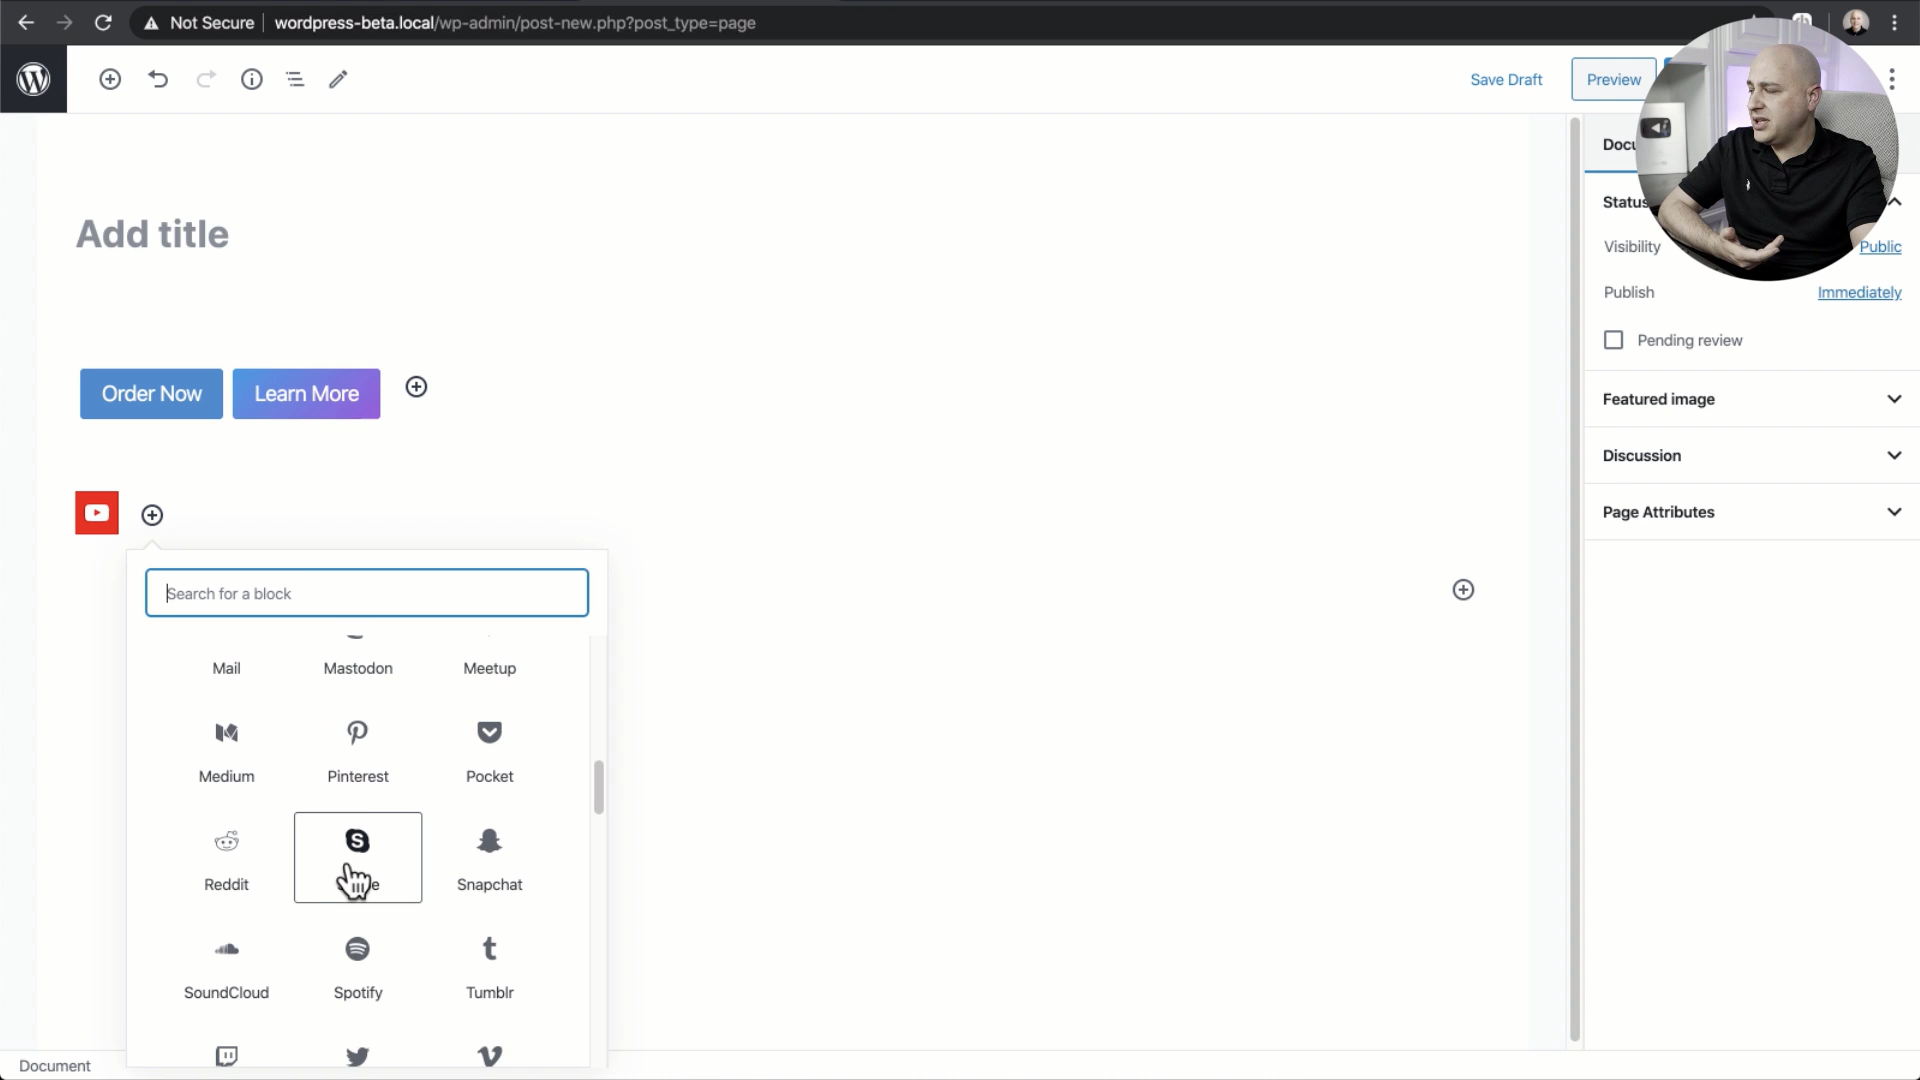 Not Secure wordpress-beta.local/wp-admin/post-new.php?post_type=page
Save Draft
Preview
Add title
Order Now
Learn More
Search for a block
Mail
Mastodon
Meetup
Medium
Pinterest
Pocket
Reddit
Snapchat
SoundCloud
Spotify
Tumblr
Docu
Status
Visibility
Public
Publish
Immediately
Pending review
Featured image
Discussion
Page Attributes
Document